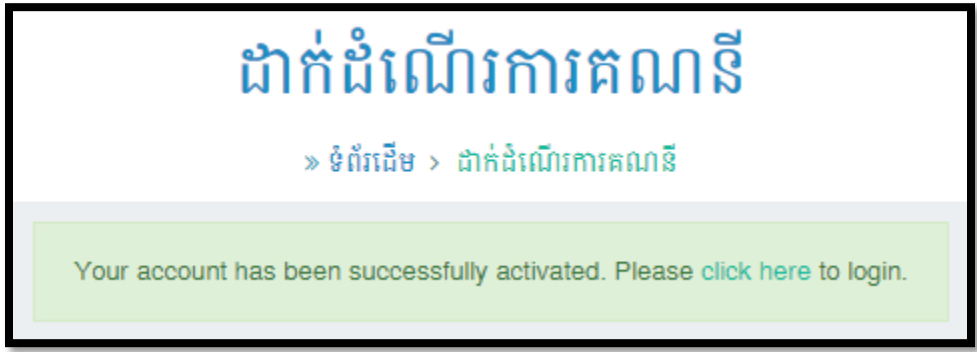 ដាក់ដំណើរការគណនី
» ទំព័រដើម > ដាក់ដំណើរការគណនី
Your account has been successfully activated. Please click here to login.